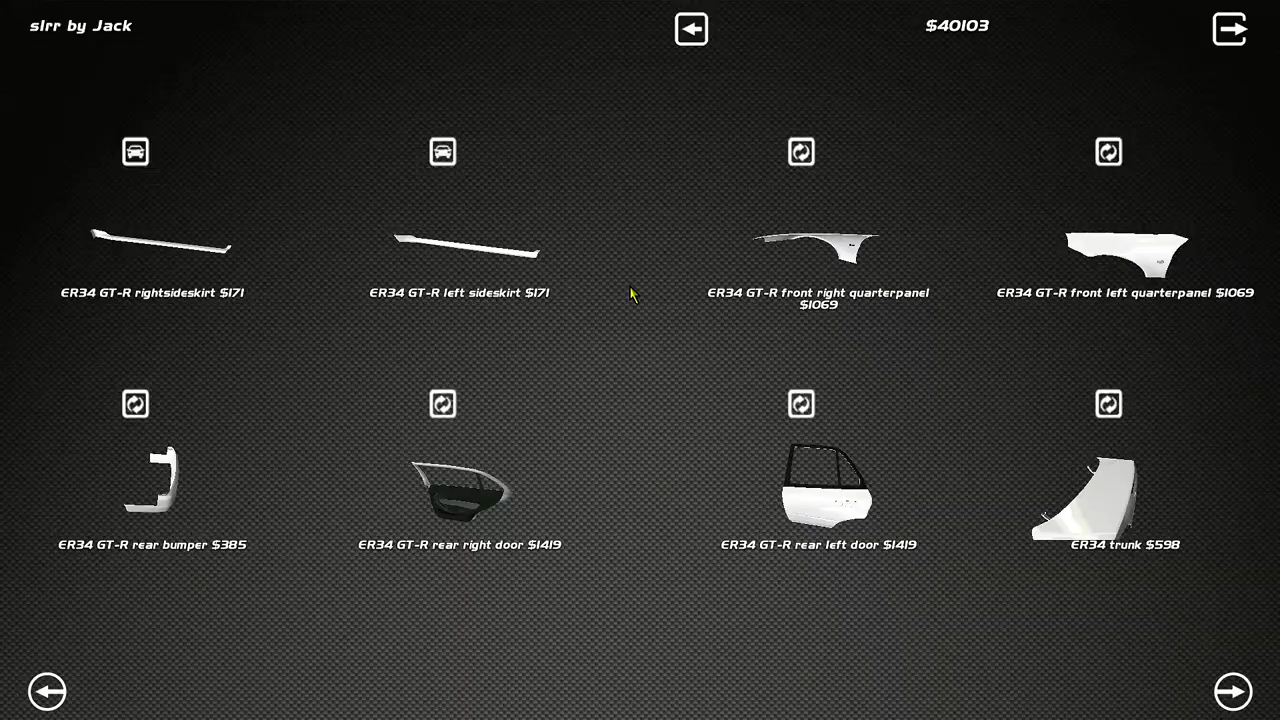 slrr by Jack
$40103
ER34 GT-R rightsideskirt $171
ER34 GT-R left sideskirt $171
ER34 GT-R front right quarterpanel
$1069
ER34 GT-R front left quarterpanel $1069
ER34 GT-R rear bumper $385
ER34 GT-R rear right door $1419
ER34 GT-R rear left door $1419
ER34 trunk $598